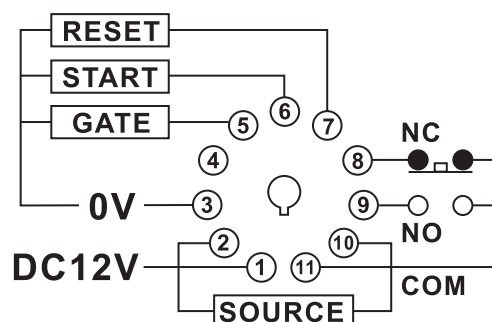 RESET
START
GATE
6
7
5
4
8
NC
0V
3
9
NO
2
10
DC12V
1
11
COM
SOURCE